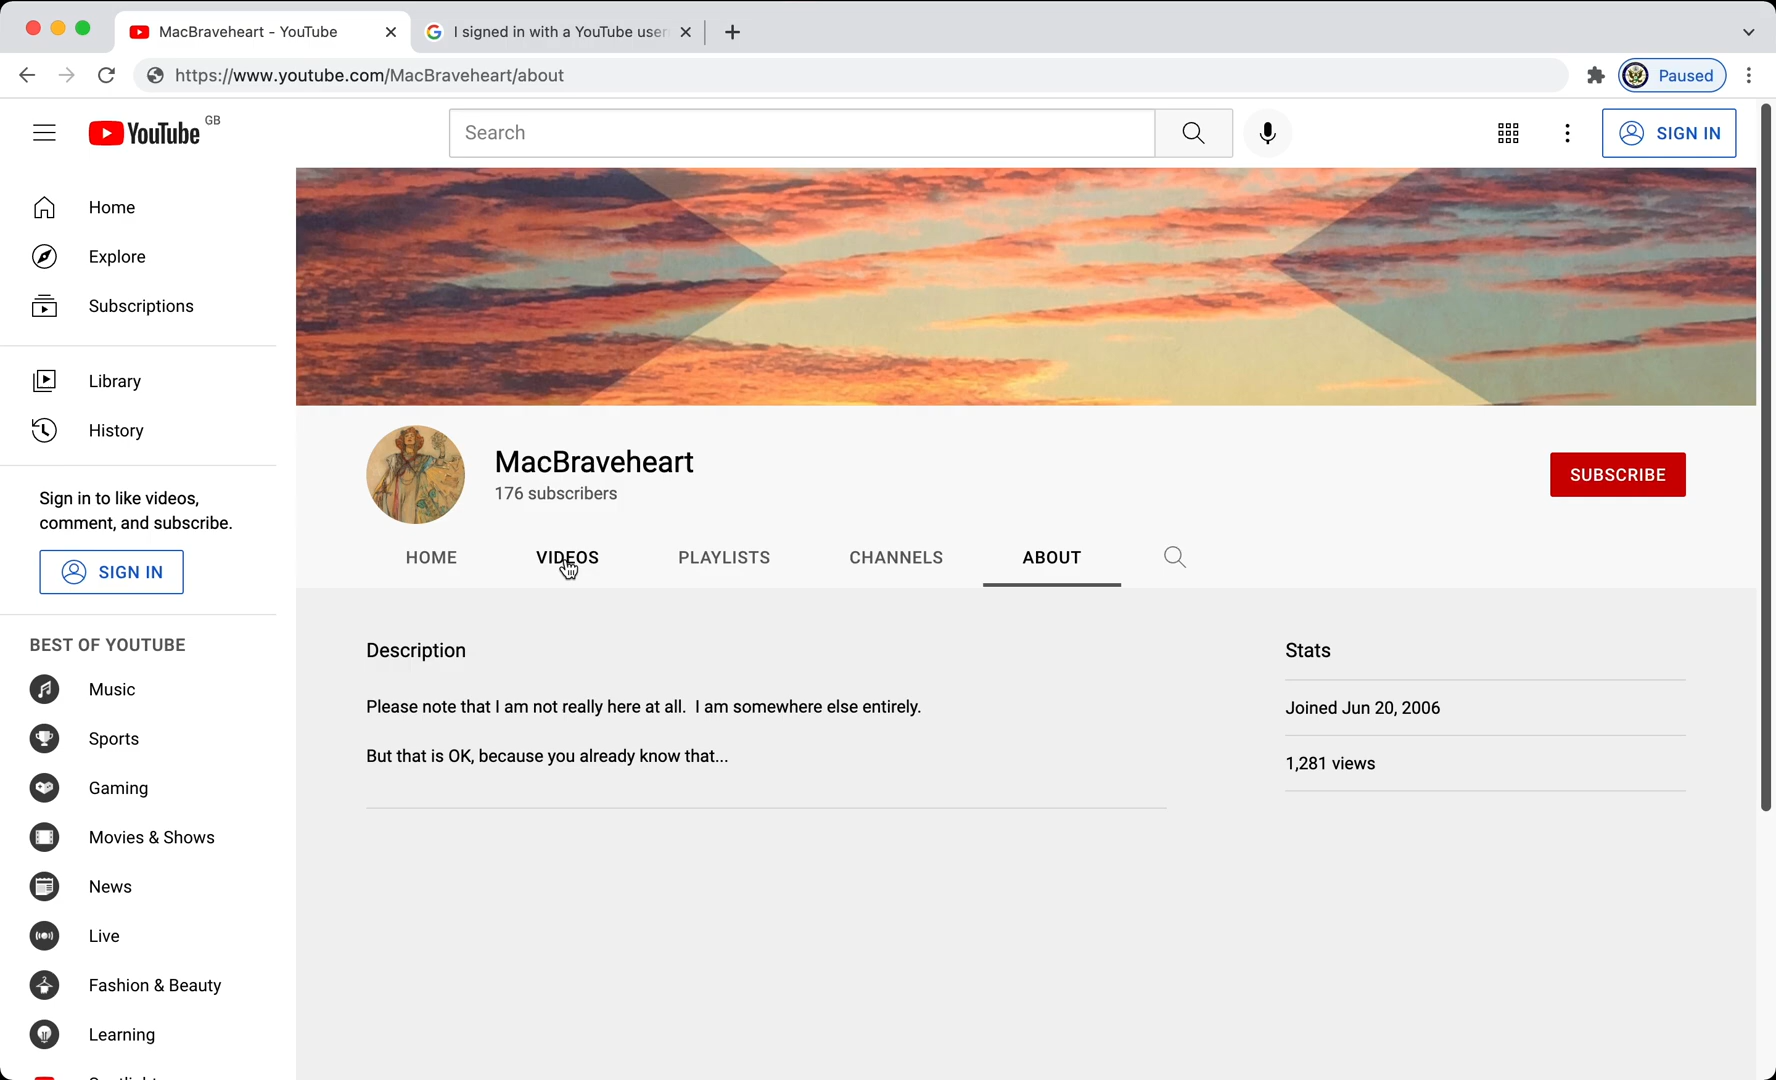 MacBraveheart - YouTube
I signed in with a YouTube user
https://www.youtube.com/MacBraveheart/about
Paused
YouTube GB
Search
SIGN IN
Home
Explore
Subscriptions
Library
History
Sign in to like videos,
comment, and subscribe.
SIGN IN
BEST OF YOUTUBE
Music
Sports
Gaming
Movies & Shows
News
Live
Fashion & Beauty
Learning
MacBraveheart
176 subscribers
SUBSCRIBE
HOME
VIDEOS
PLAYLISTS
CHANNELS
ABOUT
Description
Please note that I am not really here at all. I am somewhere else entirely.
But that is OK, because you already know that...
Stats
Joined Jun 20, 2006
1,281 views